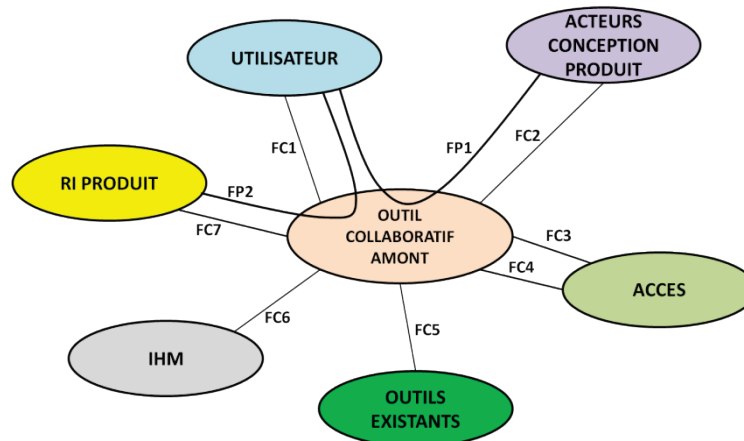 ACTEURS
CONCEPTION
PRODUIT
UTILISATEUR
FC1
FP1
FC2
RI PRODUIT
FP2
FC7
OUTIL
COLLABORATIF
AMONT
FC3
FC4
ACCES
FC6
FC5
IHM
OUTILS
EXISTANTS